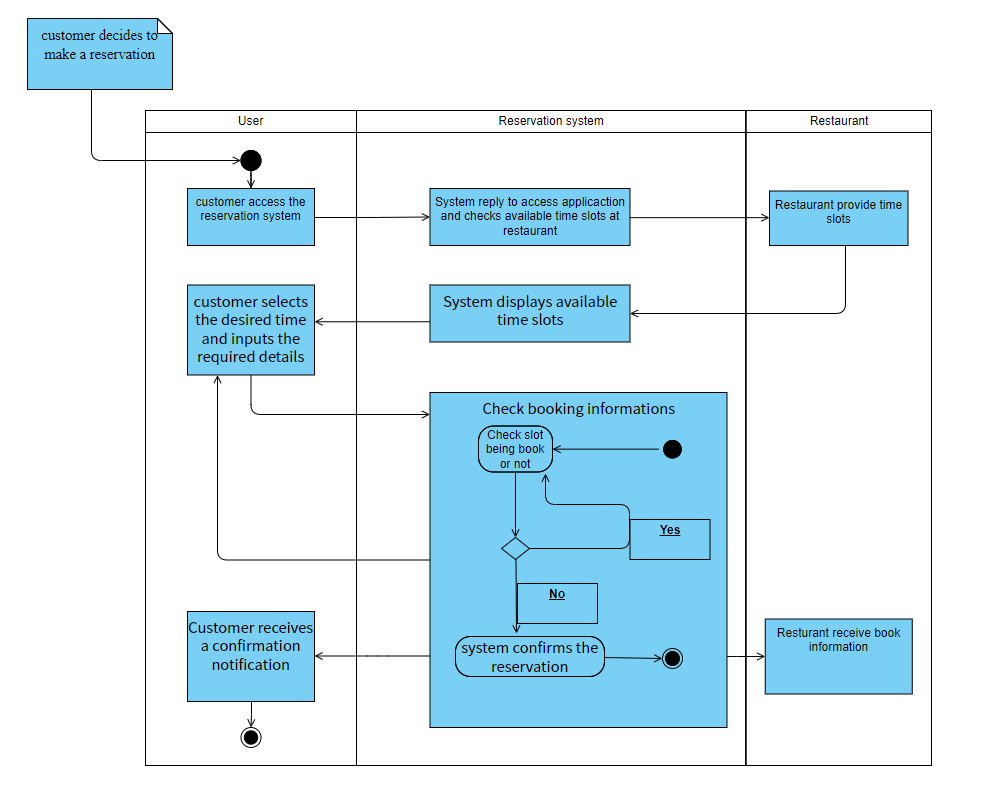 customer decides to
make a reservation
User
Reservation system
Restaurant
customer access the
reservation system
System reply to access applicaction
and checks available time slots at
restaurant
Restaurant provide time
slots
customer selects
the desired time
and inputs the
required details
System displays available
time slots
Check booking informations
Check slot
being book
or not
Yes
No
system confirms the
reservation
Customer receives
a confirmation
notification
Resturant receive book
information